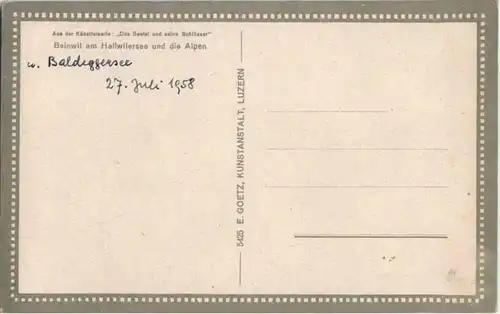 Aus der Künstlerserie: „Das Seetal und seine Schlösser"
Beinwil am Hallwilersee und die Alpen
u. Baldeggersee
27. Juli 1958
5425 E. GOETZ, KUNSTANSTALT, LUZERN